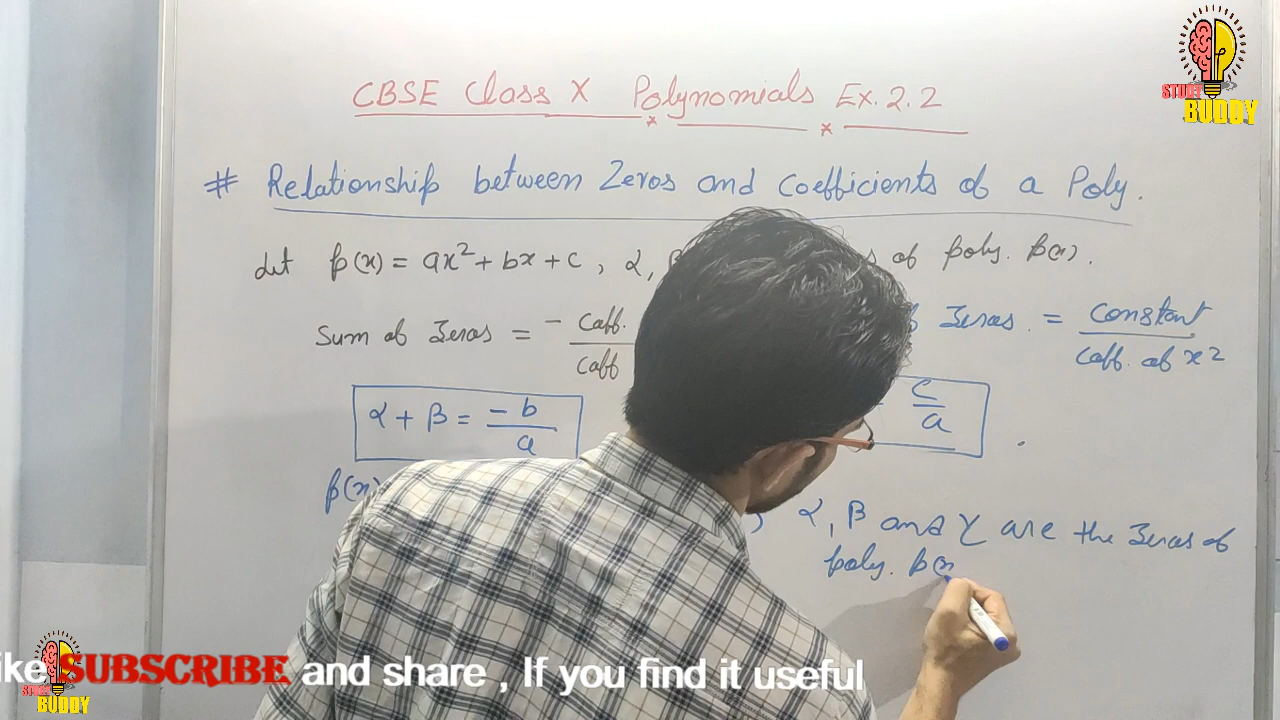 CBSE Class X Polynomials Ex. 2.2
STUDY BUDDY
# Relationship between Zeros and Coefficients of a Poly.
Let p(x) = ax² + bx + c , α, β of poly. p(x).
Sum of Zeros = - Coff. / Coff
Zeros = Constant / Coff. of x²
α + β = -b / a
c / a
p(x)
, α, β and γ are the Zeros of
poly. p(x
ike SUBSCRIBE and share , If you find it useful
STUDY BUDDY